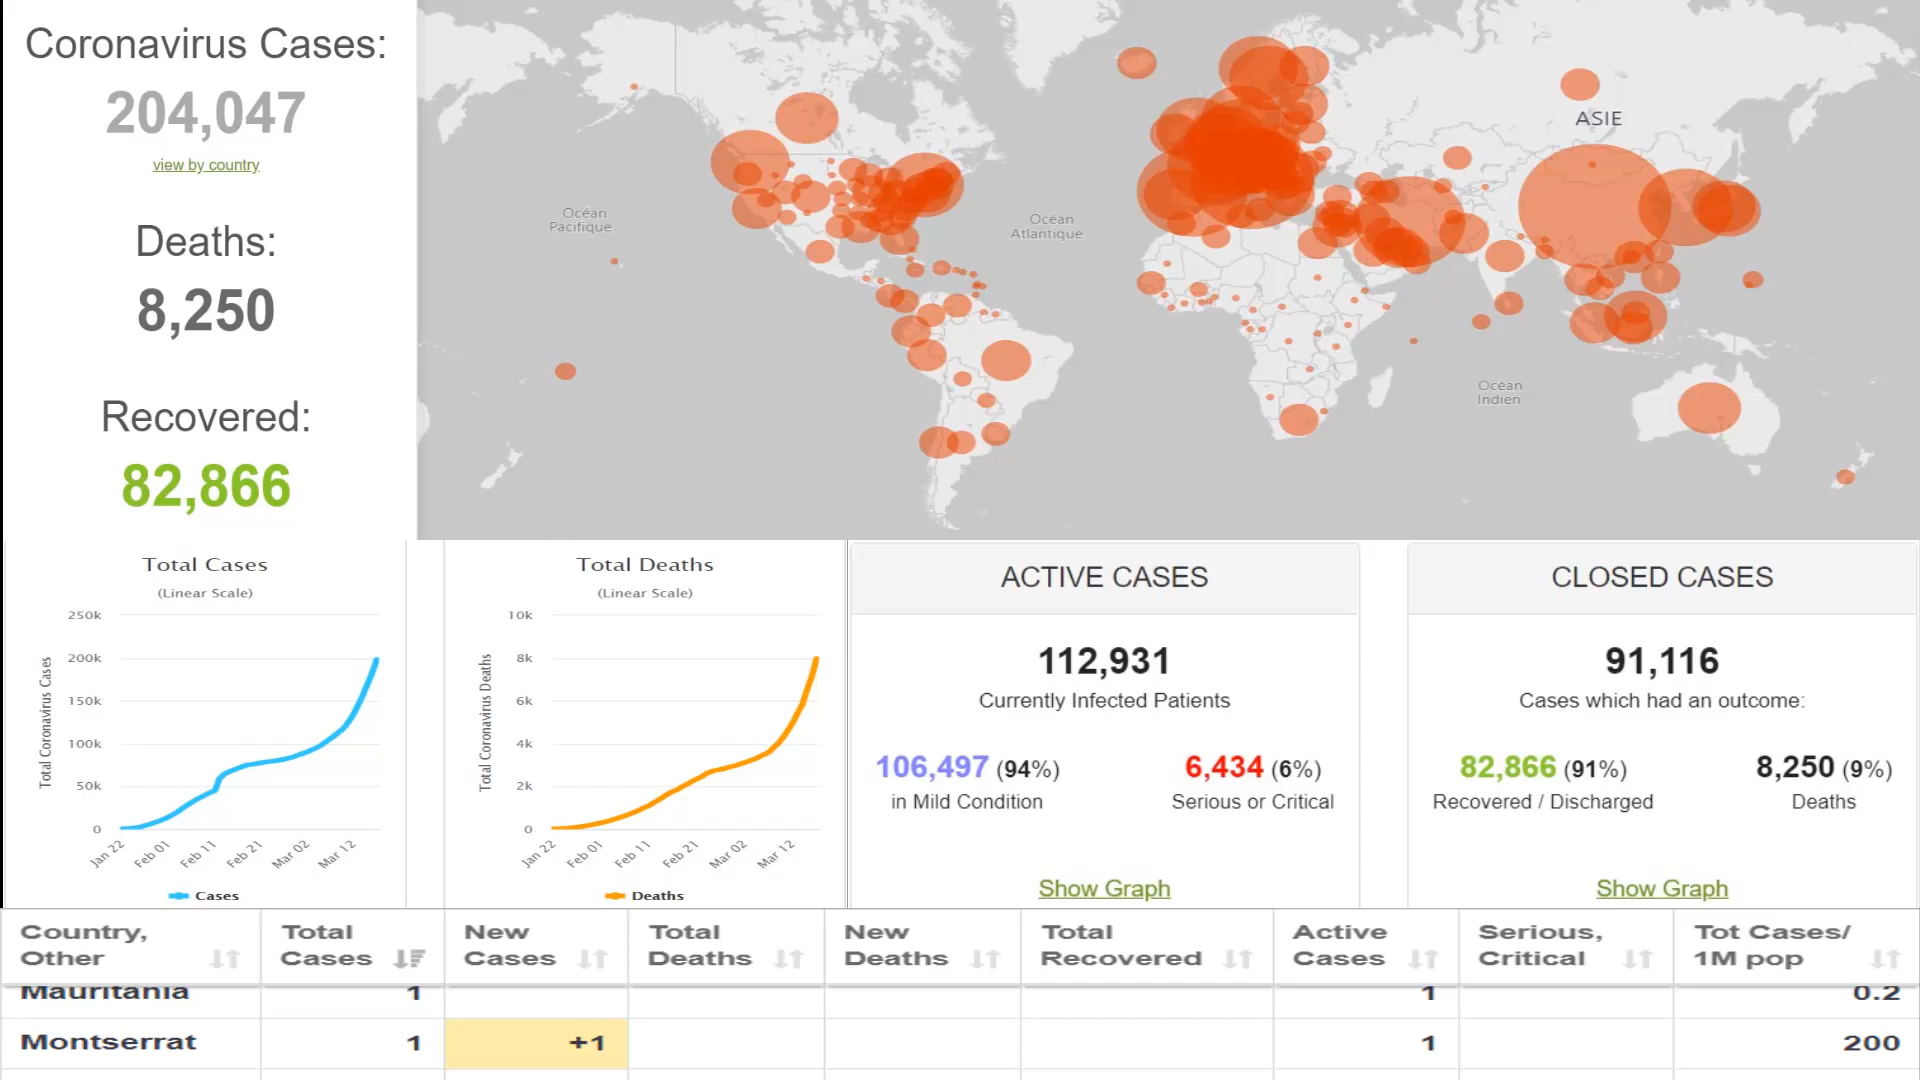 Coronavirus Cases:
204,047
view by country
Deaths:
8,250
Recovered:
82,866
Océan
Pacifique
Océan
Atlantique
ASIE
Océan
Indien
Total Cases
(Linear Scale)
250k
200k
150k
100k
50k
0
Total Coronavirus Cases
Jan 22
Feb 01
Feb 11
Feb 21
Mar 02
Mar 12
Cases
Total Deaths
(Linear Scale)
10k
8k
6k
4k
2k
0
Total Coronavirus Deaths
Jan 22
Feb 01
Feb 11
Feb 21
Mar 02
Mar 12
Deaths
ACTIVE CASES
112,931
Currently Infected Patients
106,497 (94%)
in Mild Condition
6,434 (6%)
Serious or Critical
Show Graph
CLOSED CASES
91,116
Cases which had an outcome:
82,866 (91%)
Recovered / Discharged
8,250 (9%)
Deaths
Show Graph
Country, Other
Total Cases
New Cases
Total Deaths
New Deaths
Total Recovered
Active Cases
Serious, Critical
Tot Cases/ 1M pop
Mauritania 1 1 0.2
Montserrat 1 +1 1 200